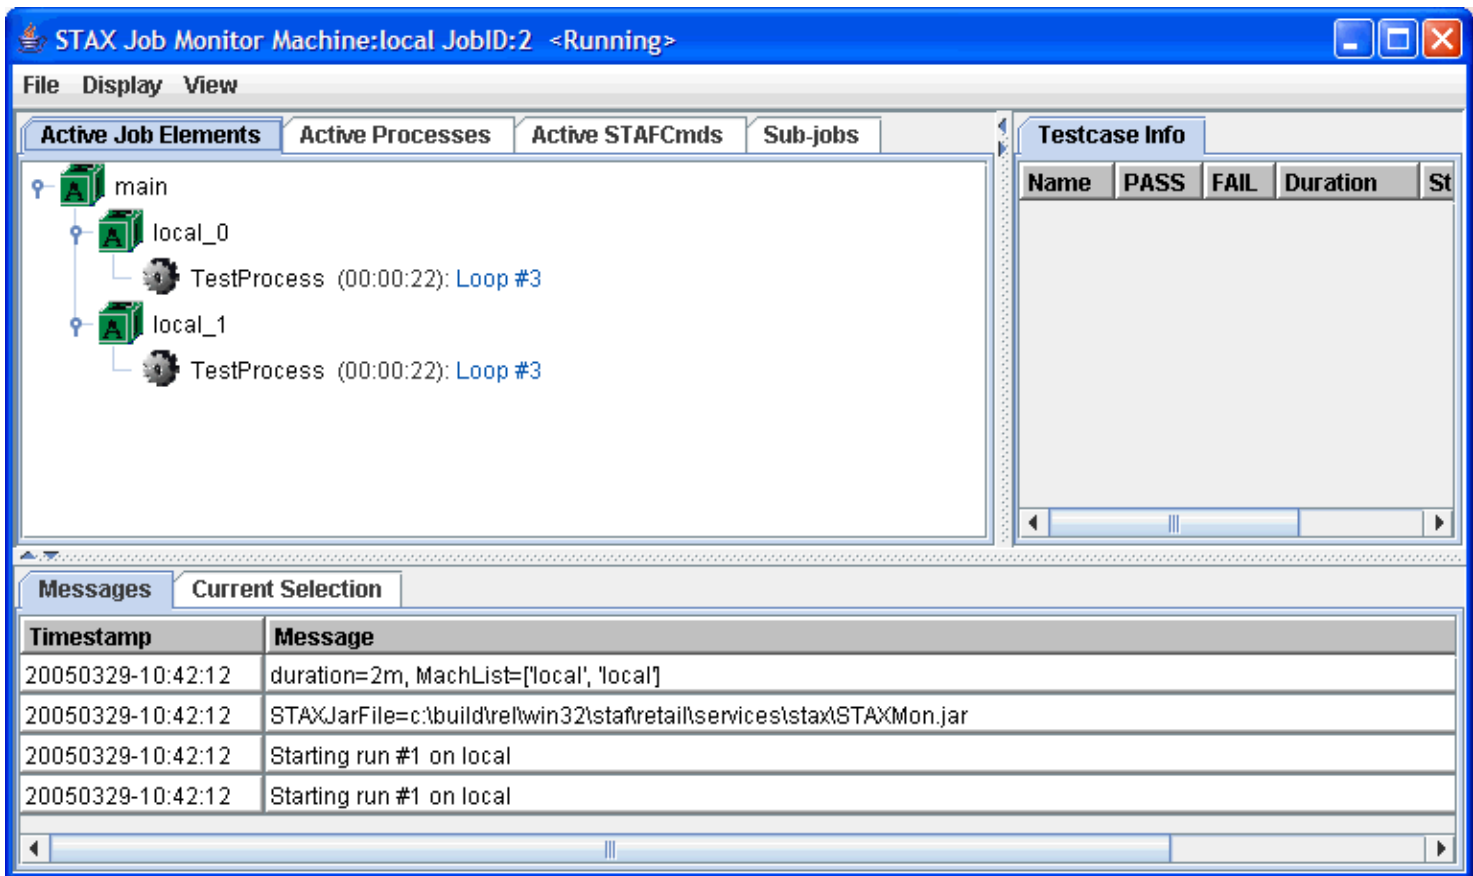 STAX Job Monitor Machine:local JobID:2 <Running>
File Display View
Active Job Elements Active Processes Active STAFCmds Sub-jobs Testcase Info
Name PASS FAIL Duration St
A main
A local_0
TestProcess (00:00:22): Loop #3
A local_1
TestProcess (00:00:22): Loop #3
Messages Current Selection
Timestamp Message
20050329-10:42:12 duration=2m, MachList=['local', 'local']
20050329-10:42:12 STAXJarFile=c:\build\rel\win32\staf\retail\services\stax\STAXMon.jar
20050329-10:42:12 Starting run #1 on local
20050329-10:42:12 Starting run #1 on local